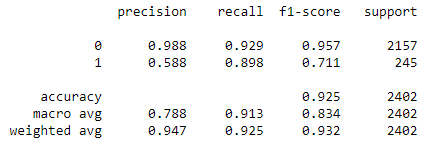 precision recall f1-score support
0 0.988 0.929 0.957 2157
1 0.588 0.898 0.711 245
accuracy 0.925 2402
macro avg 0.788 0.913 0.834 2402
weighted avg 0.947 0.925 0.932 2402